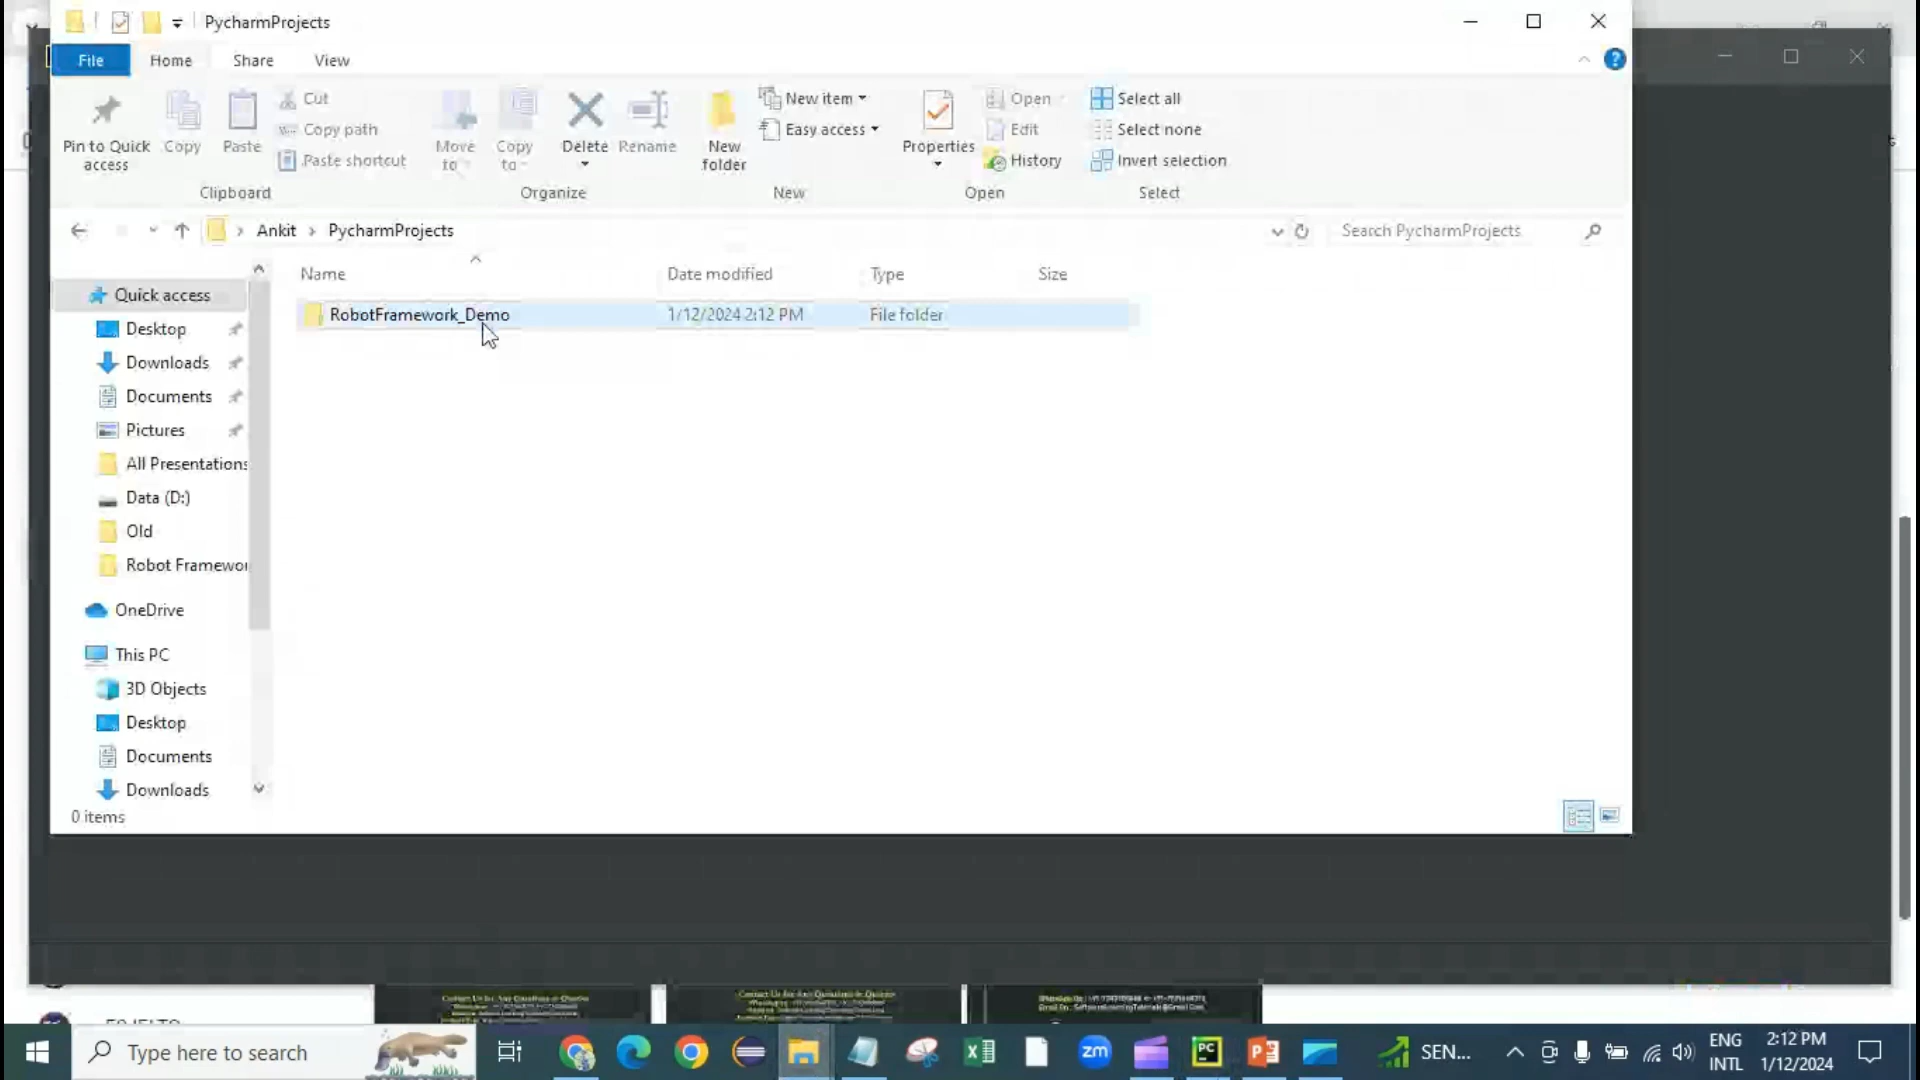 PycharmProjects
File
Home
Share
View
Pin to Quick access
Copy
Paste
Cut
Copy path
Paste shortcut
Clipboard
Move to
Copy to
Delete
Rename
Organize
New folder
New item
Easy access
New
Properties
Open
Edit
History
Open
Select all
Select none
Invert selection
Select
Ankit > PycharmProjects
Search PycharmProjects
Name
Date modified
Type
Size
RobotFramework_Demo
1/12/2024 2:12 PM
File folder
Quick access
Desktop
Downloads
Documents
Pictures
All Presentations
Data (D:)
Old
Robot Framewor
OneDrive
This PC
3D Objects
Desktop
Documents
Downloads
0 items
Type here to search
zm
PC
SEN...
ENG
INTL
2:12 PM
1/12/2024